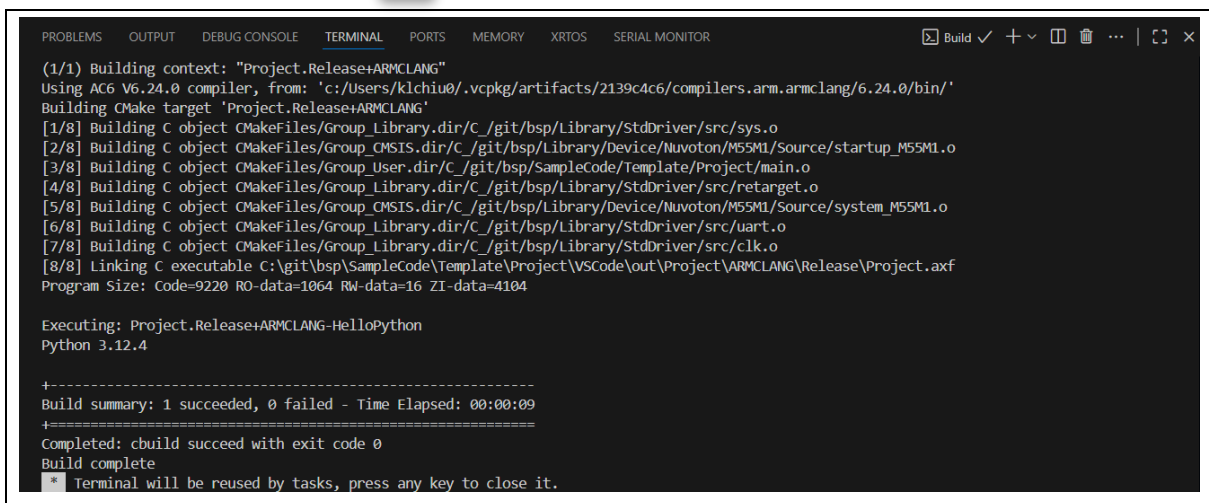 PROBLEMS OUTPUT DEBUG CONSOLE TERMINAL PORTS MEMORY XRTOS SERIAL MONITOR Build
(1/1) Building context: "Project.Release+ARMCLANG"
Using AC6 V6.24.0 compiler, from: 'c:/Users/klchiu0/.vcpkg/artifacts/2139c4c6/compilers.arm.armclang/6.24.0/bin/'
Building CMake target 'Project.Release+ARMCLANG'
[1/8] Building C object CMakeFiles/Group_Library.dir/C_/git/bsp/Library/StdDriver/src/sys.o
[2/8] Building C object CMakeFiles/Group_CMSIS.dir/C_/git/bsp/Library/Device/Nuvoton/M55M1/Source/startup_M55M1.o
[3/8] Building C object CMakeFiles/Group_User.dir/C_/git/bsp/SampleCode/Template/Project/main.o
[4/8] Building C object CMakeFiles/Group_Library.dir/C_/git/bsp/Library/StdDriver/src/retarget.o
[5/8] Building C object CMakeFiles/Group_CMSIS.dir/C_/git/bsp/Library/Device/Nuvoton/M55M1/Source/system_M55M1.o
[6/8] Building C object CMakeFiles/Group_Library.dir/C_/git/bsp/Library/StdDriver/src/uart.o
[7/8] Building C object CMakeFiles/Group_Library.dir/C_/git/bsp/Library/StdDriver/src/clk.o
[8/8] Linking C executable C:\git\bsp\SampleCode\Template\Project\VSCode\out\Project\ARMCLANG\Release\Project.axf
Program Size: Code=9220 RO-data=1064 RW-data=16 ZI-data=4104
Executing: Project.Release+ARMCLANG-HelloPython
Python 3.12.4
+------------------------------------------------------------
Build summary: 1 succeeded, 0 failed - Time Elapsed: 00:00:09
+============================================================
Completed: cbuild succeed with exit code 0
Build complete
* Terminal will be reused by tasks, press any key to close it.